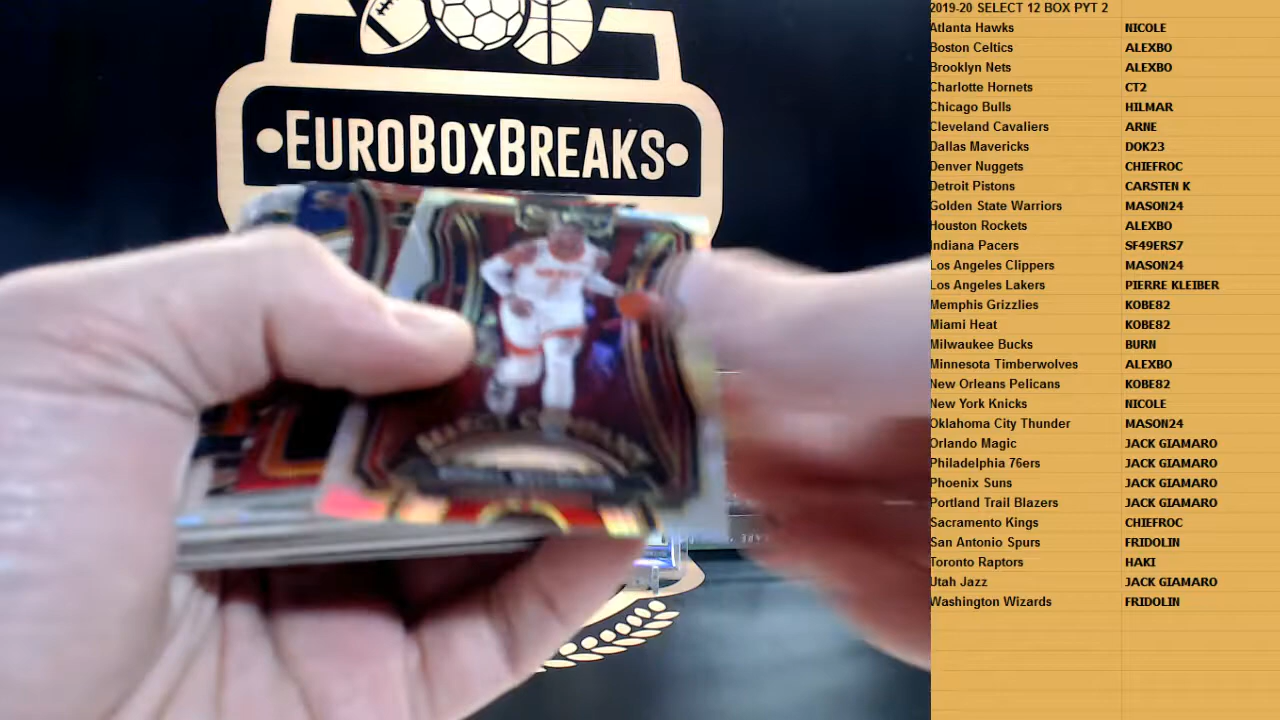 EUROBOXBREAKS
2019-20 SELECT 12 BOX PYT 2
Atlanta Hawks NICOLE
Boston Celtics ALEXBO
Brooklyn Nets ALEXBO
Charlotte Hornets CT2
Chicago Bulls HILMAR
Cleveland Cavaliers ARNE
Dallas Mavericks DOK23
Denver Nuggets CHIEFROC
Detroit Pistons CARSTEN K
Golden State Warriors MASON24
Houston Rockets ALEXBO
Indiana Pacers SF49ERS7
Los Angeles Clippers MASON24
Los Angeles Lakers PIERRE KLEIBER
Memphis Grizzlies KOBE82
Miami Heat KOBE82
Milwaukee Bucks BURN
Minnesota Timberwolves ALEXBO
New Orleans Pelicans KOBE82
New York Knicks NICOLE
Oklahoma City Thunder MASON24
Orlando Magic JACK GIAMARO
Philadelphia 76ers JACK GIAMARO
Phoenix Suns JACK GIAMARO
Portland Trail Blazers JACK GIAMARO
Sacramento Kings CHIEFROC
San Antonio Spurs FRIDOLIN
Toronto Raptors HAKI
Utah Jazz JACK GIAMARO
Washington Wizards FRIDOLIN